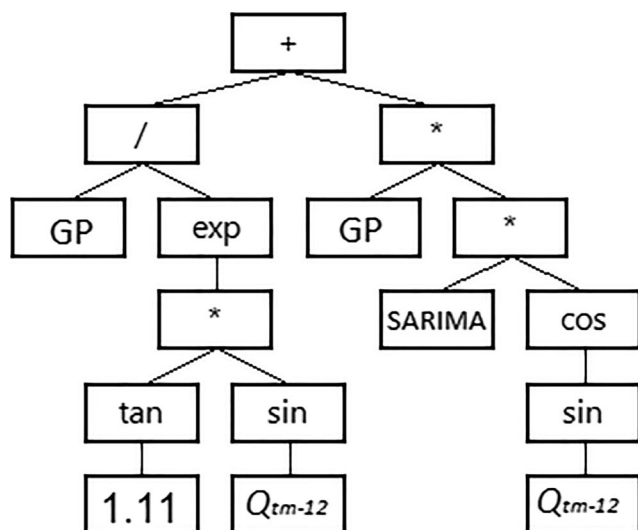 +
/ *
GP exp GP *
* SARIMA cos
tan sin sin
1.11 Qtm-12 Qtm-12